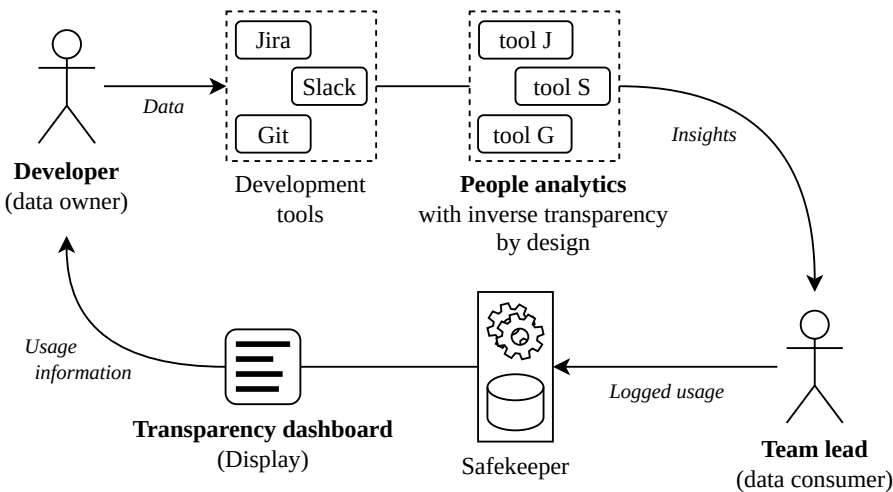 Jira
Slack
Git
Data
Developer
(data owner)
Development
tools
tool J
tool S
tool G
People analytics
with inverse transparency
by design
Insights
Team lead
(data consumer)
Logged usage
Safekeeper
Transparency dashboard
(Display)
Usage
information